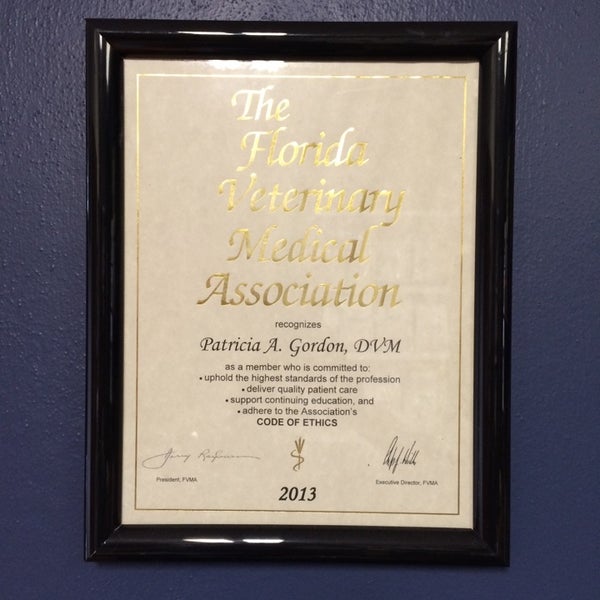 The
Florida
Veterinary
Medical
Association
recognizes
Patricia A. Gordon, DVM
as a member who is committed to:
• uphold the highest standards of the profession
• deliver quality patient care
• support continuing education, and
• adhere to the Association's
CODE OF ETHICS
President, FVMA
Executive Director, FVMA
2013